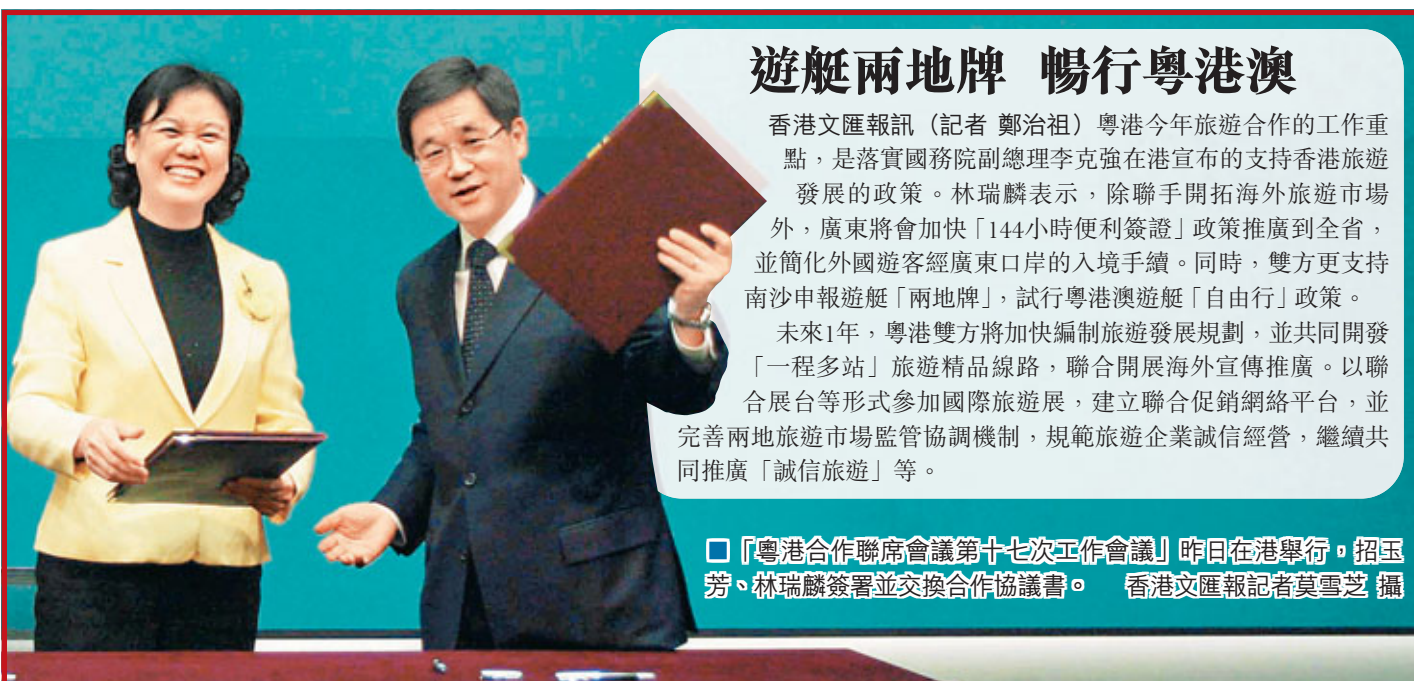 遊艇兩地牌 暢行粵港澳
香港文匯報訊（記者 鄭治祖）粵港今年旅遊合作的工作重
點，是落實國務院副總理李克強在港宣布的支持香港旅遊
發展的政策。林瑞麟表示，除聯手開拓海外旅遊市場
外，廣東將會加快「144小時便利簽證」政策推廣到全省，
並簡化外國遊客經廣東口岸的入境手續。同時，雙方更支持
南沙申報遊艇「兩地牌」，試行粵港澳遊艇「自由行」政策。
未來1年，粵港雙方將加快編制旅遊發展規劃，並共同開發
「一程多站」旅遊精品線路，聯合開展海外宣傳推廣。以聯
合展台等形式參加國際旅遊展，建立聯合促銷網絡平台，並
完善兩地旅遊市場監管協調機制，規範旅遊企業誠信經營，繼續共
同推廣「誠信旅遊」等。
■「粵港合作聯席會議第十七次工作會議」昨日在港舉行，招玉
芳、林瑞麟簽署並交換合作協議書。 香港文匯報記者莫雪芝 攝